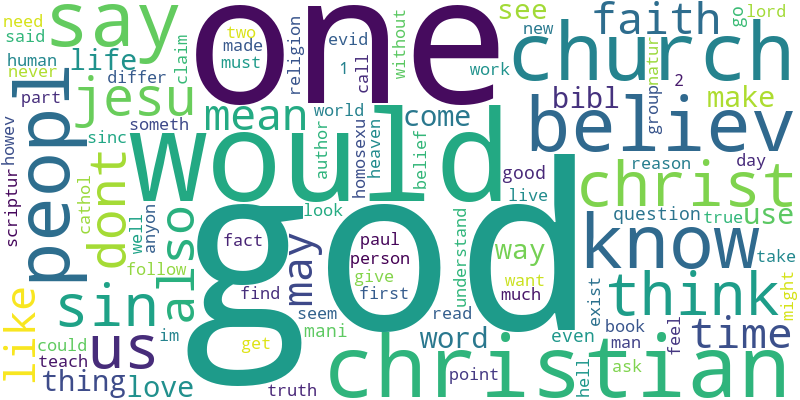 need
said
human
never
part
say
life
differ
claim
two
made
must
one
religion
evid
1
call
without
work
see
new
faith
go
lord
church
natur
group
2
peopl
jesu
someth
mean
world
come
bibl
make
howev
scriptur
sinc
dont
cathol
well
anyon
also
would
author
homosexu
heaven
belief
good
live
believ
reason
day
christ
true
use
question
take
like
sin
follow
im
us
could
teach
thing
love
god
fact
find
get
truth
may
look
seem
mani
paul
person
give
first
read
understand
way
want
much
know
think
exist
might
word
point
even
book
man
ask
hell
feel
time
christian